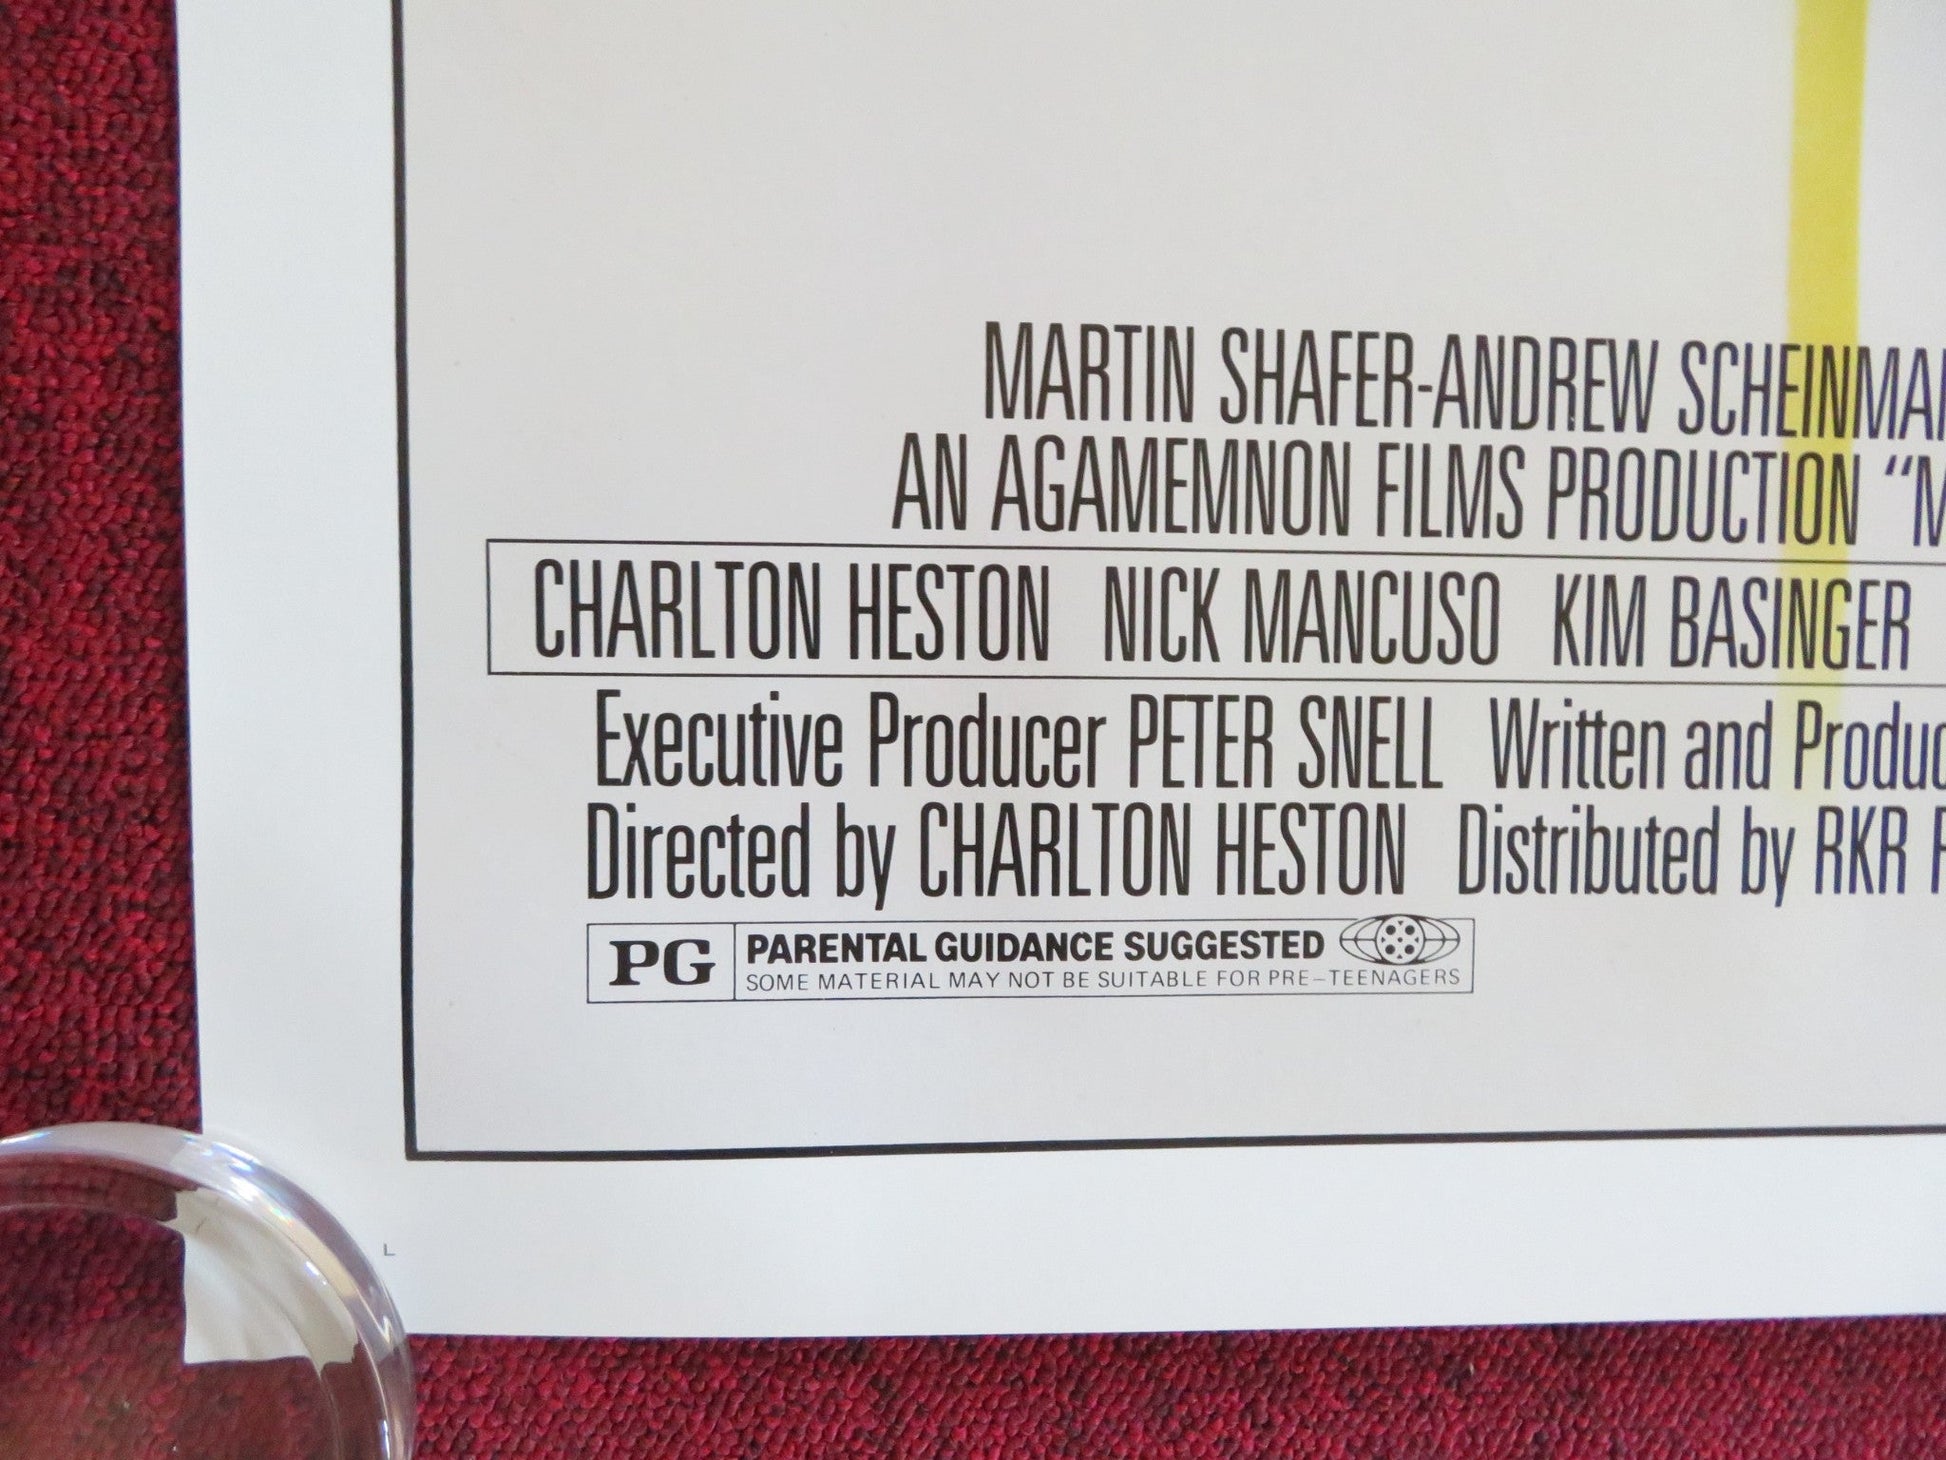 MARTIN SHAFER-ANDREW SCHEINMAN
AN AGAMEMNON FILMS PRODUCTION "M
CHARLTON HESTON NICK MANCUSO KIM BASINGER
Executive Producer PETER SNELL Written and Produc
Directed by CHARLTON HESTON Distributed by RKR F
PG PARENTAL GUIDANCE SUGGESTED
SOME MATERIAL MAY NOT BE SUITABLE FOR PRE-TEENAGERS
L